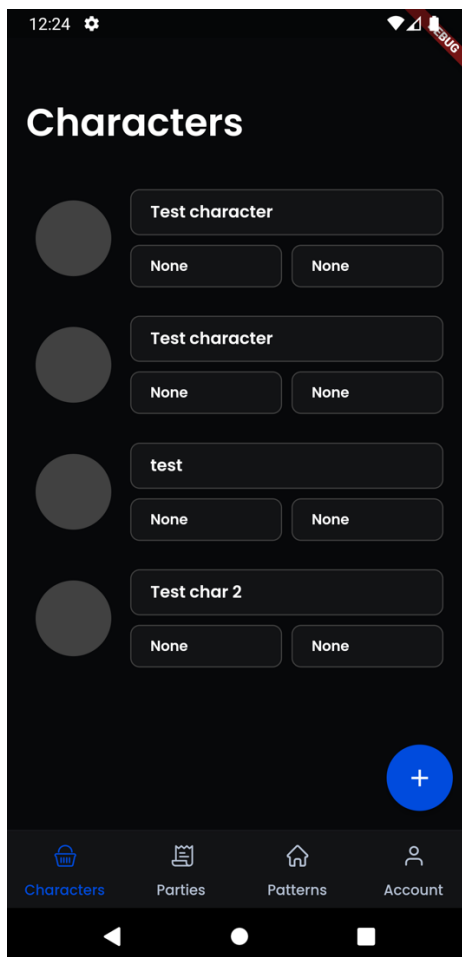 12:24
DEBUG
Characters
Test character
None None
Test character
None None
test
None None
Test char 2
None None
+
Characters Parties Patterns Account